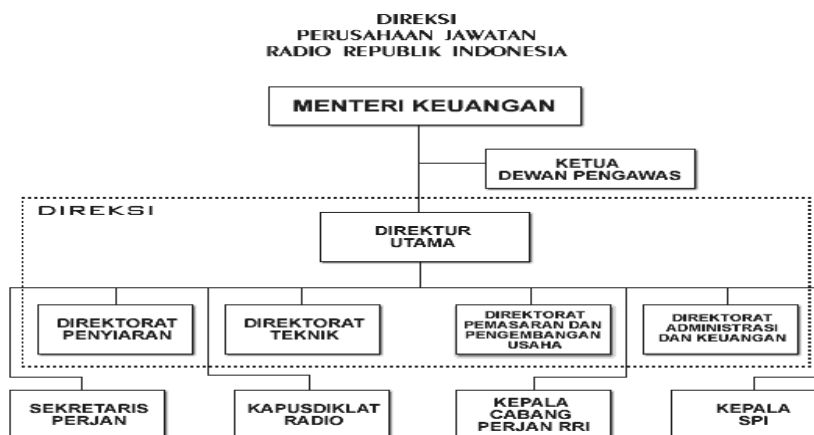 DIREKSI
PERUSAHAAN JAWATAN
RADIO REPUBLIK INDONESIA
MENTERI KEUANGAN
KETUA
DEWAN PENGAWAS
DIREKSI
DIREKTUR
UTAMA
DIREKTORAT
PENYIARAN
DIREKTORAT
TEKNIK
DIREKTORAT
PEMASARAN DAN
PENGEMBANGAN
USAHA
DIREKTORAT
ADMINISTRASI
DAN KEUANGAN
SEKRETARIS
PERJAN
KAPUSDIKLAT
RADIO
KEPALA
CABANG
PERJAN RRI
KEPALA
SPI